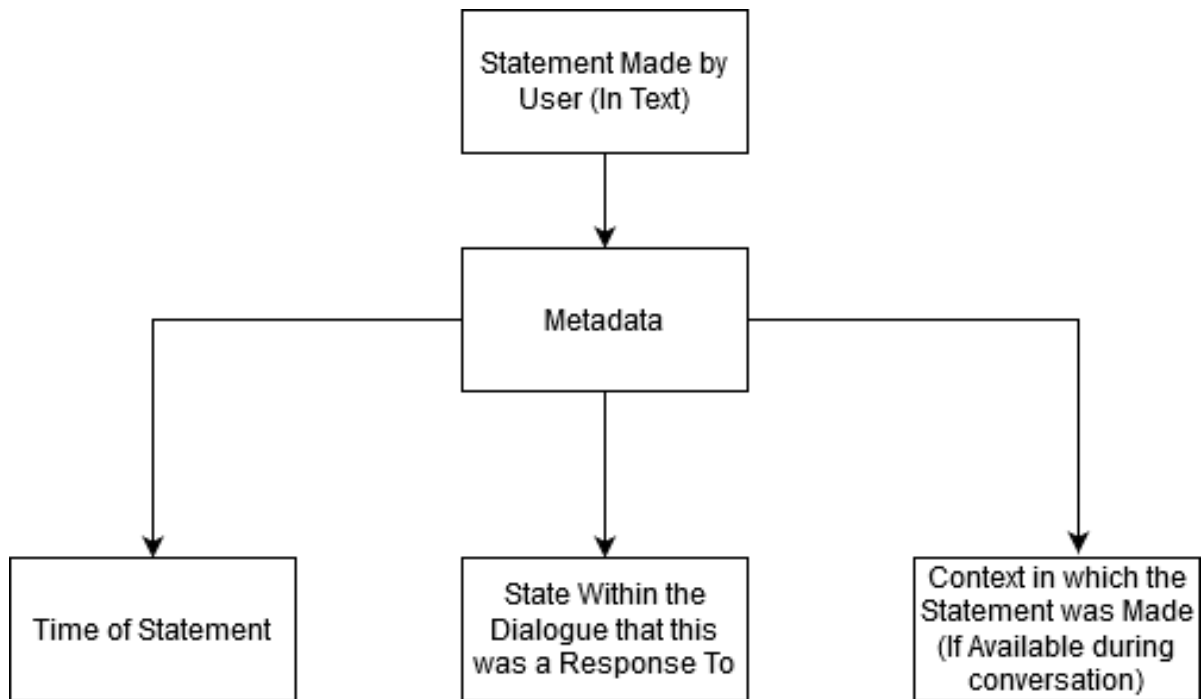 Statement Made by
User (In Text)
Metadata
Time of Statement
State Within the
Dialogue that this
was a Response To
Context in which the
Statement was Made
(If Available during
conversation)